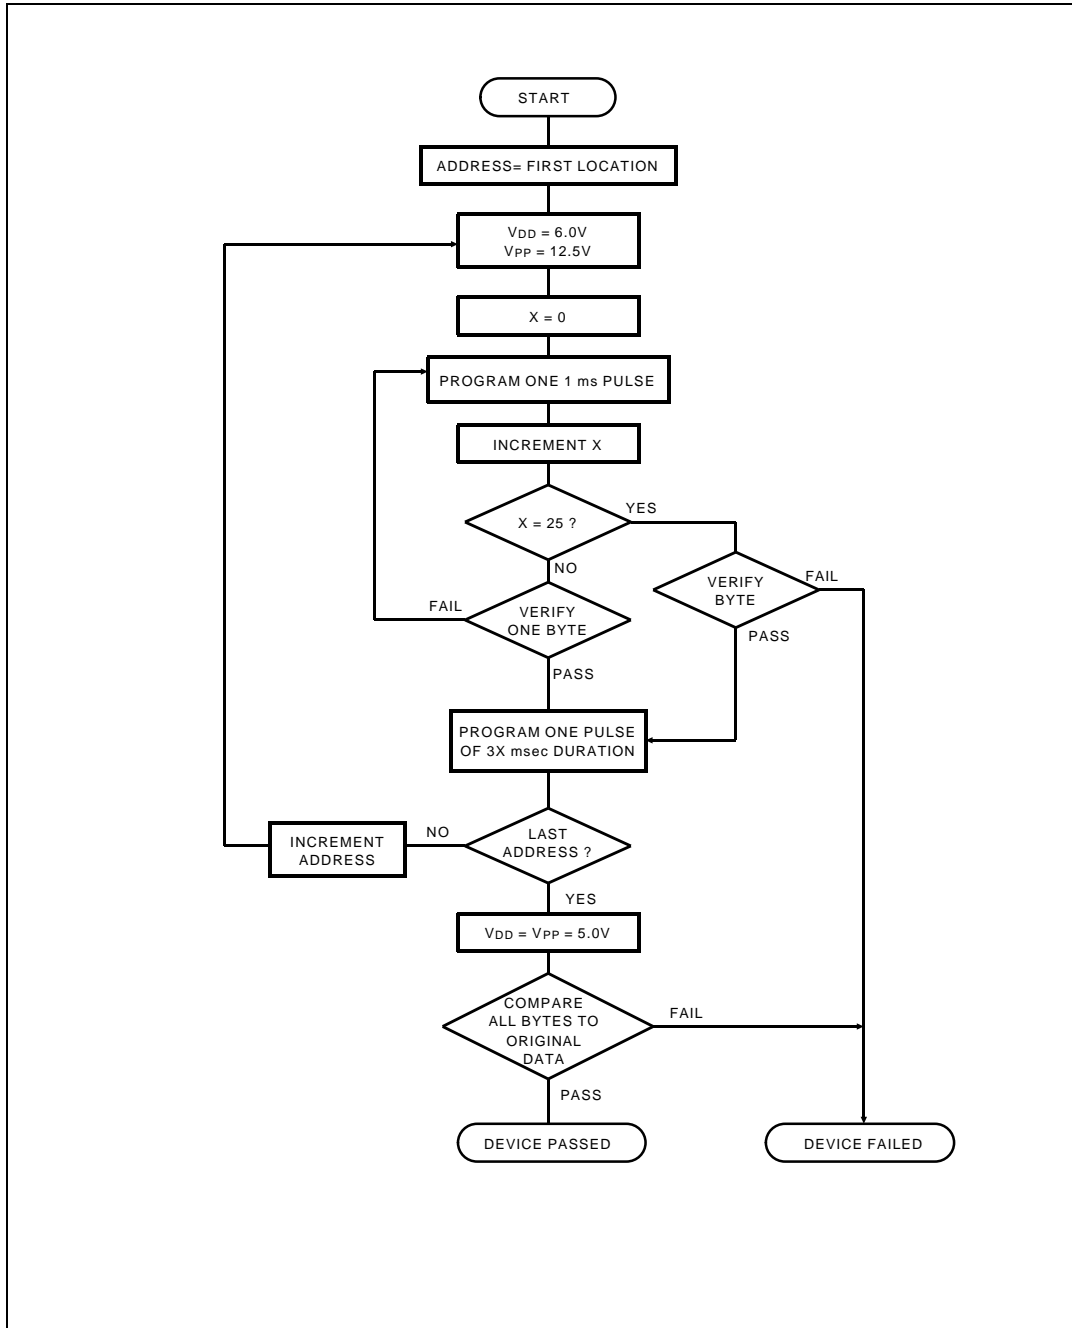 START
ADDRESS= FIRST LOCATION
VDD = 6.0V
VPP = 12.5V
X = 0
PROGRAM ONE 1 ms PULSE
INCREMENT X
X = 25 ?
YES
NO
VERIFY
BYTE
FAIL
FAIL
VERIFY
ONE BYTE
PASS
PASS
PROGRAM ONE PULSE
OF 3X msec DURATION
LAST
ADDRESS ?
NO
INCREMENT
ADDRESS
YES
VDD = VPP = 5.0V
COMPARE
ALL BYTES TO
ORIGINAL
DATA
FAIL
PASS
DEVICE PASSED
DEVICE FAILED